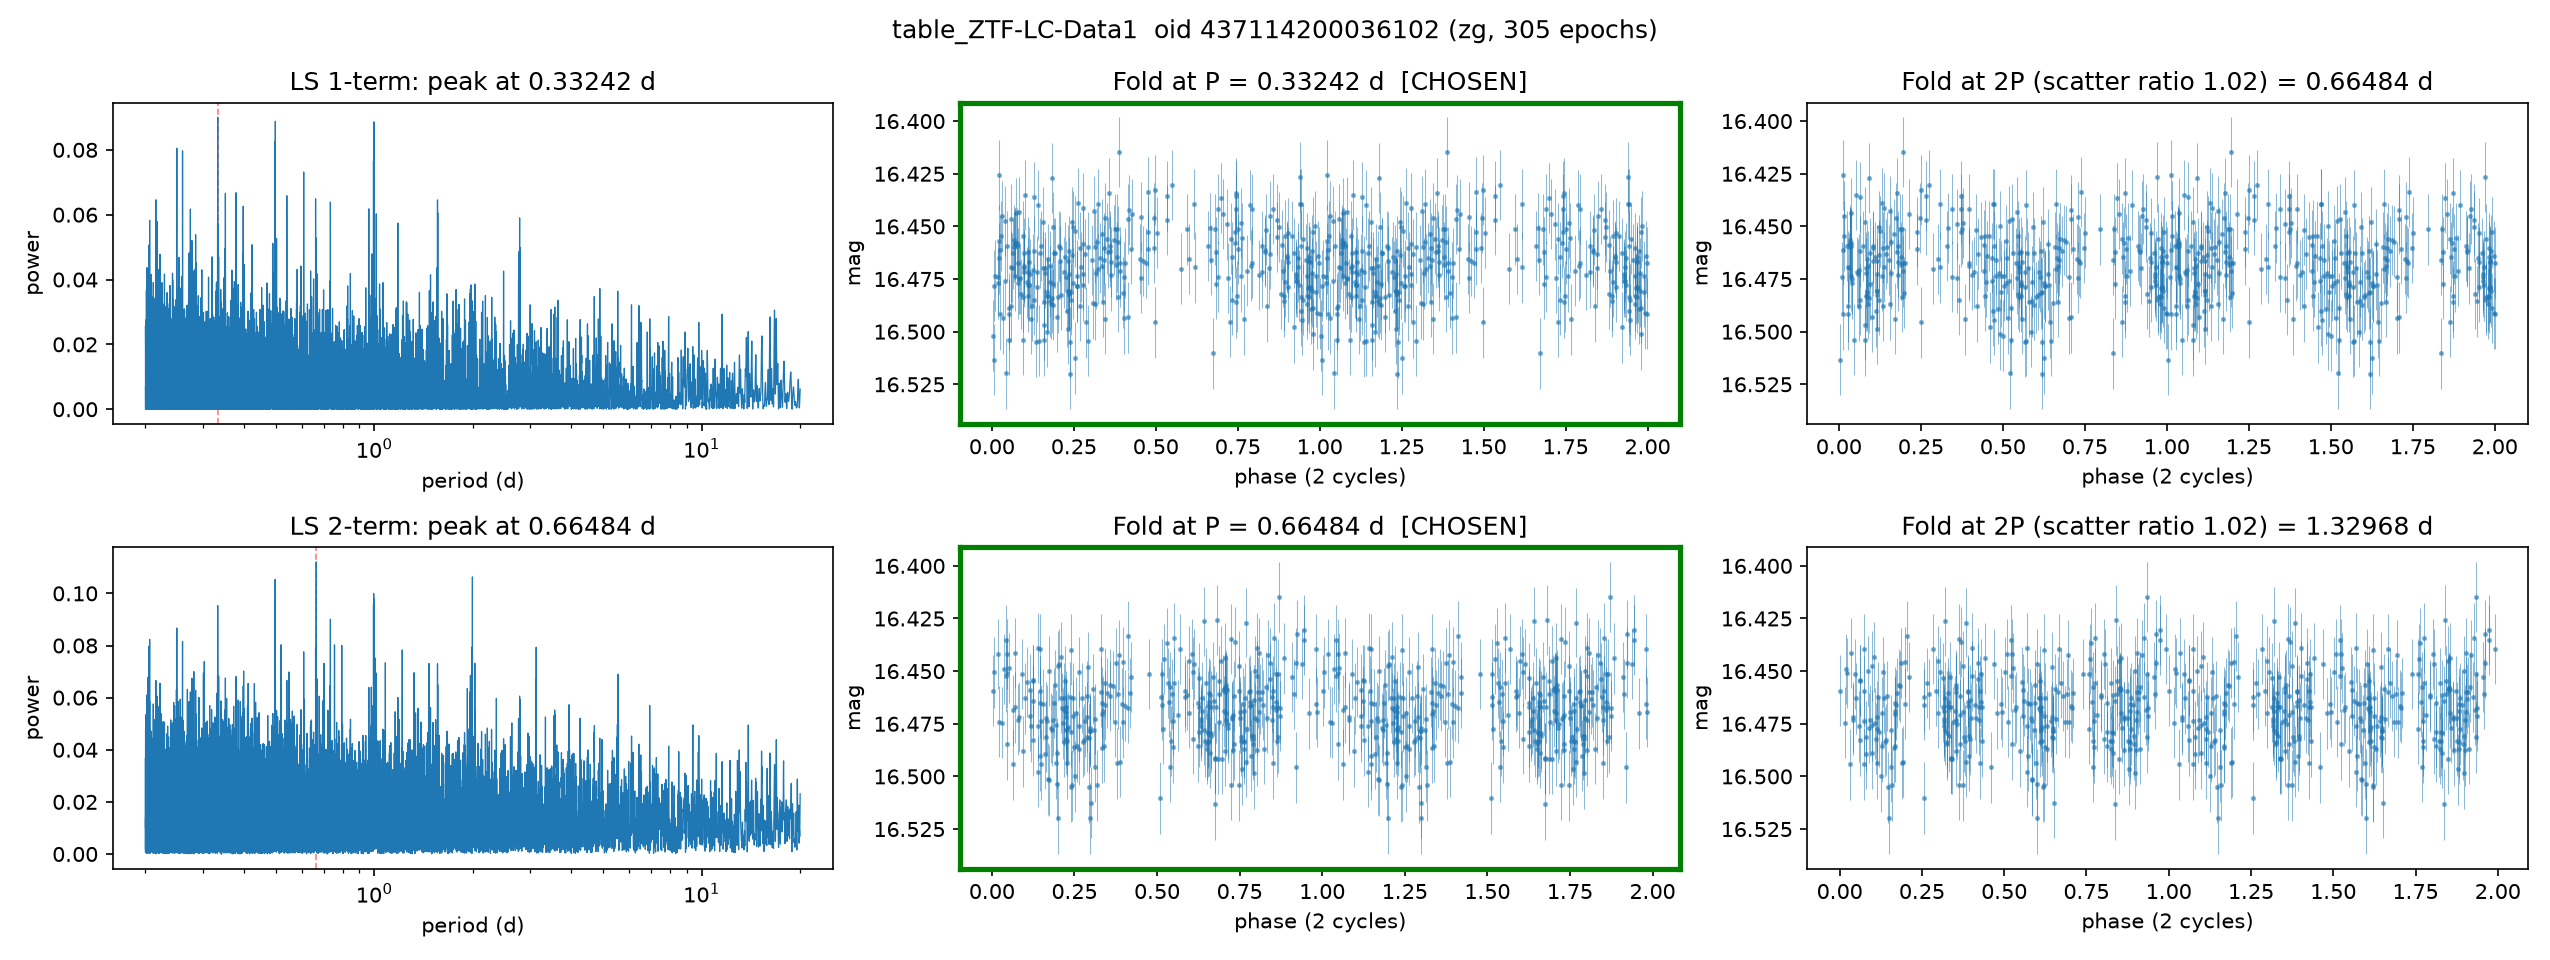 table_ZTF-LC-Data1  oid 437114200036102 (zg, 305 epochs)
LS 1-term: peak at 0.33242 d
Fold at P = 0.33242 d  [CHOSEN]
Fold at 2P (scatter ratio 1.02) = 0.66484 d
power
0.08
0.06
0.04
0.02
0.00
10⁰
10¹
period (d)
mag
16.400
16.425
16.450
16.475
16.500
16.525
0.00 0.25 0.50 0.75 1.00 1.25 1.50 1.75 2.00
phase (2 cycles)
mag
16.400
16.425
16.450
16.475
16.500
16.525
0.00 0.25 0.50 0.75 1.00 1.25 1.50 1.75 2.00
phase (2 cycles)
LS 2-term: peak at 0.66484 d
Fold at P = 0.66484 d  [CHOSEN]
Fold at 2P (scatter ratio 1.02) = 1.32968 d
power
0.10
0.08
0.06
0.04
0.02
0.00
10⁰
10¹
period (d)
mag
16.400
16.425
16.450
16.475
16.500
16.525
0.00 0.25 0.50 0.75 1.00 1.25 1.50 1.75 2.00
phase (2 cycles)
mag
16.400
16.425
16.450
16.475
16.500
16.525
0.00 0.25 0.50 0.75 1.00 1.25 1.50 1.75 2.00
phase (2 cycles)